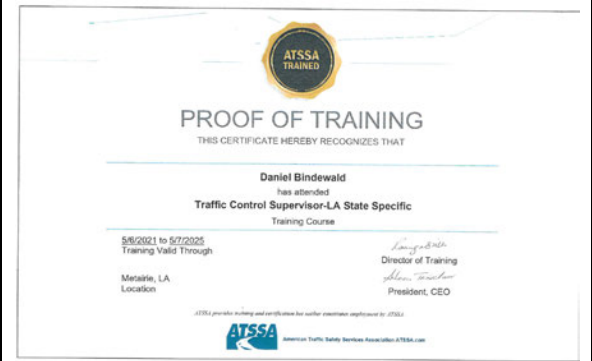 ATSSA
TRAINED
PROOF OF TRAINING
THIS CERTIFICATE HEREBY RECOGNIZES THAT
Daniel Bindewald
has attended
Traffic Control Supervisor-LA State Specific
Training Course
5/6/2021 to 5/7/2025
Training Valid Through
Director of Training
Metairie, LA
Location
President, CEO
ATSSA provides training and certification but neither constitutes employment by ATSSA
ATSSA
American Traffic Safety Services Association ATSSA.com